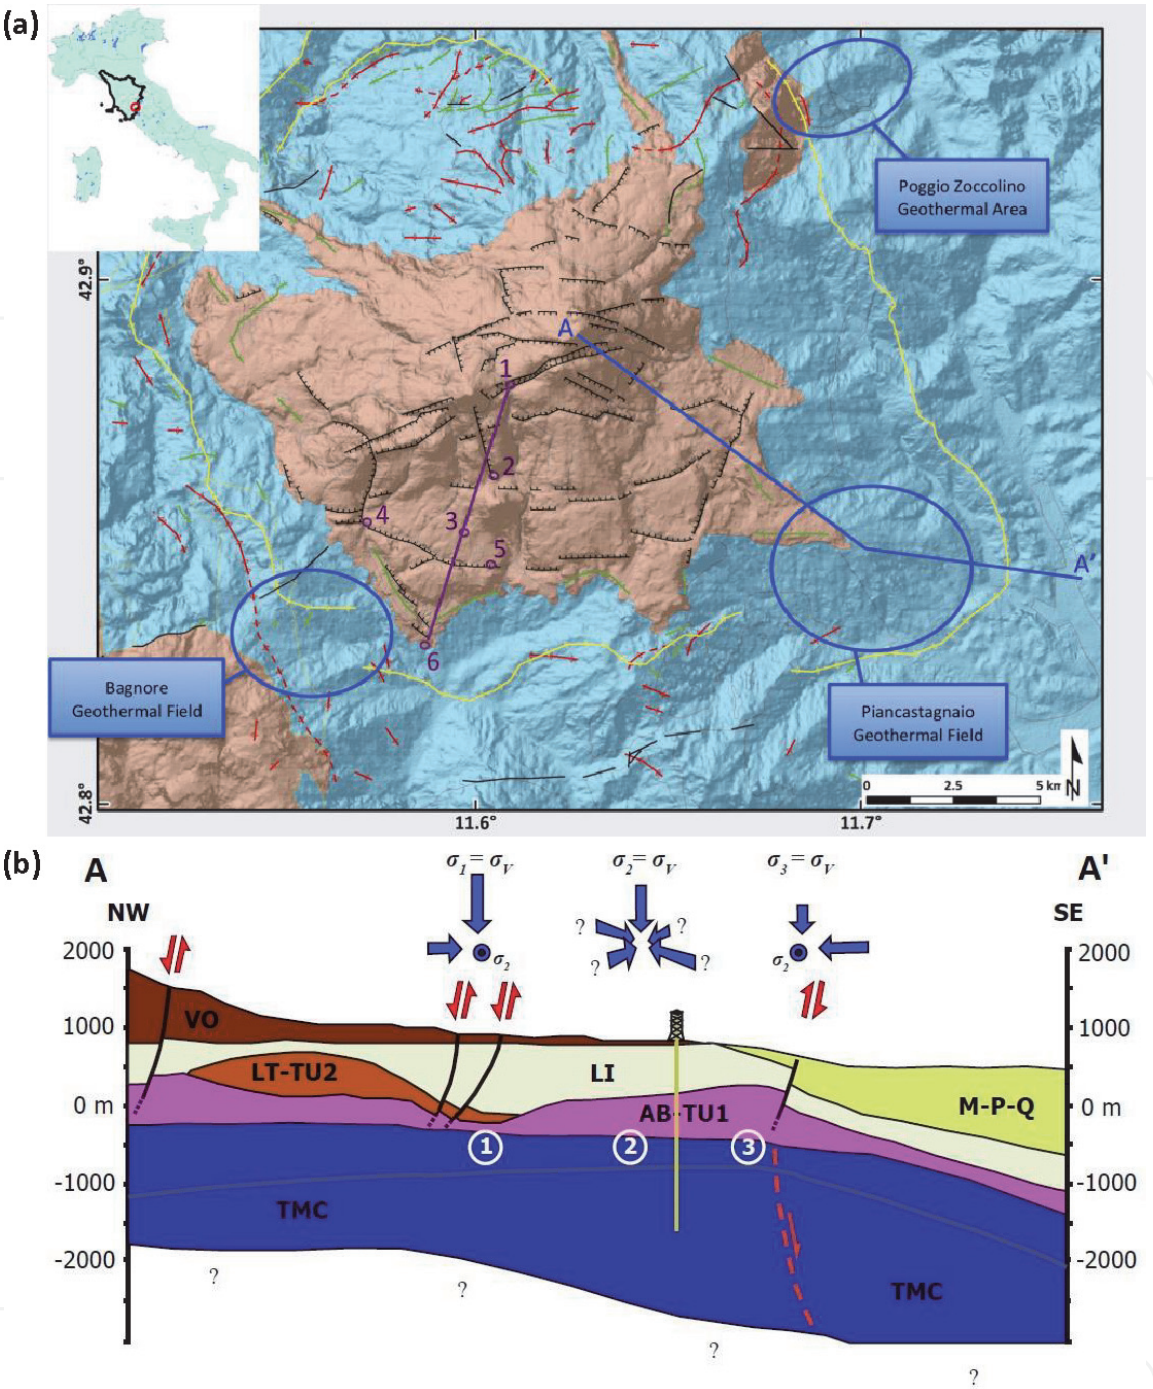 (a)
Poggio Zoccolino
Geothermal Area
42.9°
A
1
2
3
4
5
6
A'
Bagnore
Geothermal Field
Piancastagnaio
Geothermal Field
N
0 2.5 5 km
42.8°
11.6° 11.7°
(b)
A A'
σ1 = σV σ2 = σV σ3 = σV
NW SE
? ?
? ?
σ2 σ2
2000 2000
1000 1000
0 m 0 m
-1000 -1000
-2000 -2000
VO
LT-TU2
LI
AB-TU1
M-P-Q
1 2 3
TMC
TMC
?
?
?
?